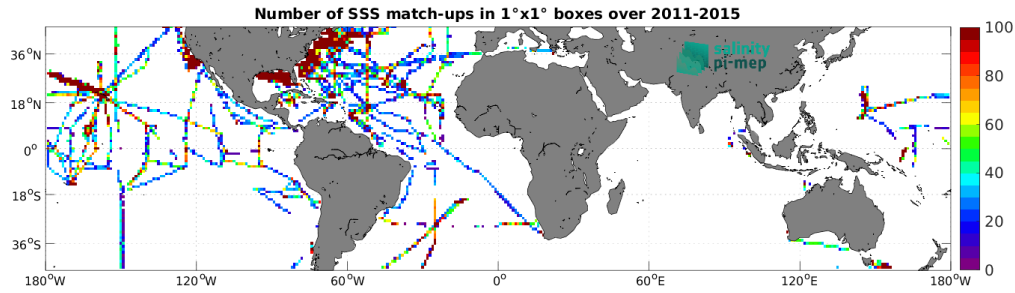 Number of SSS match-ups in 1°x1° boxes over 2011-2015
salinity
pi-mep
36°N
18°N
0°
18°S
36°S
180°W
120°W
60°W
0°
60°E
120°E
180°W
100
80
60
40
20
0